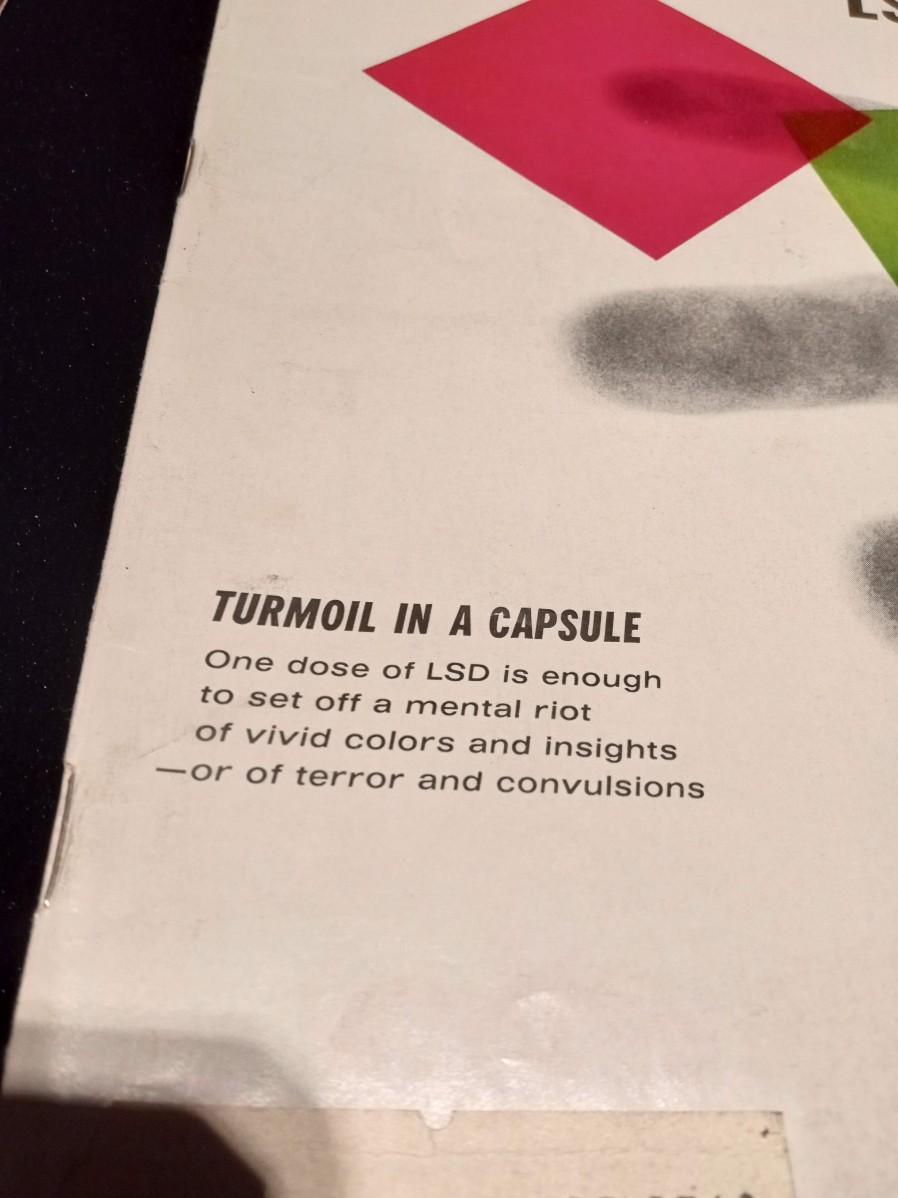 TURMOIL IN A CAPSULE
One dose of LSD is enough
to set off a mental riot
of vivid colors and insights
—or of terror and convulsions